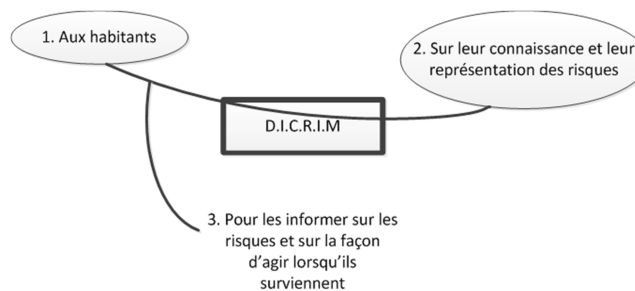 1. Aux habitants
2. Sur leur connaissance et leur
représentation des risques
D.I.C.R.I.M
3. Pour les informer sur les
risques et sur la façon
d'agir lorsqu'ils
surviennent